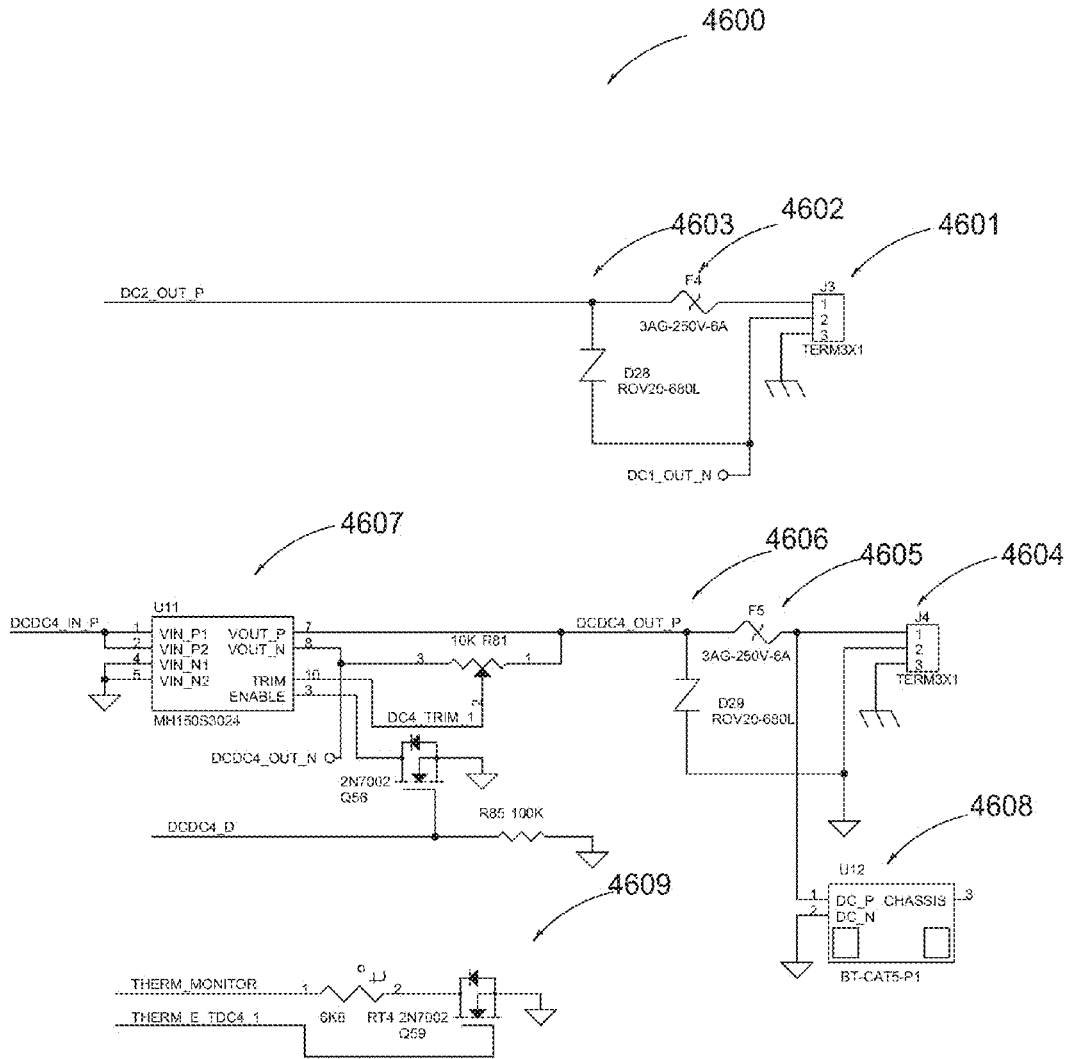 4600
4603
4602
4601
F4
J3
DC2_OUT_P
1
2
3
3AG-250V-6A
TERM3X1
D28
ROV20-680L
DC1_OUT_N
4607
4606
4605
4604
U11
F5
J4
DCDC4_IN_P
1
2
4
5
VIN_P1
VIN_P2
VIN_N1
VIN_N2
VOUT_P
VOUT_N
TRIM
ENABLE
7
8
10
3
10K R81
3
1
2
DCDC4_OUT_P
3AG-250V-6A
1
2
3
TERM3X1
D29
ROV20-680L
MH150S3024
DC4_TRIM_1
DCDC4_OUT_N
2N7002
Q56
DCDC4_D
R85 100K
4608
U12
1
2
DC_P CHASSIS
DC_N
3
BT-CAT5-P1
4609
THERM_MONITOR
1
2
6K8
RT4
2N7002
Q59
THERM_E_TDC4_1